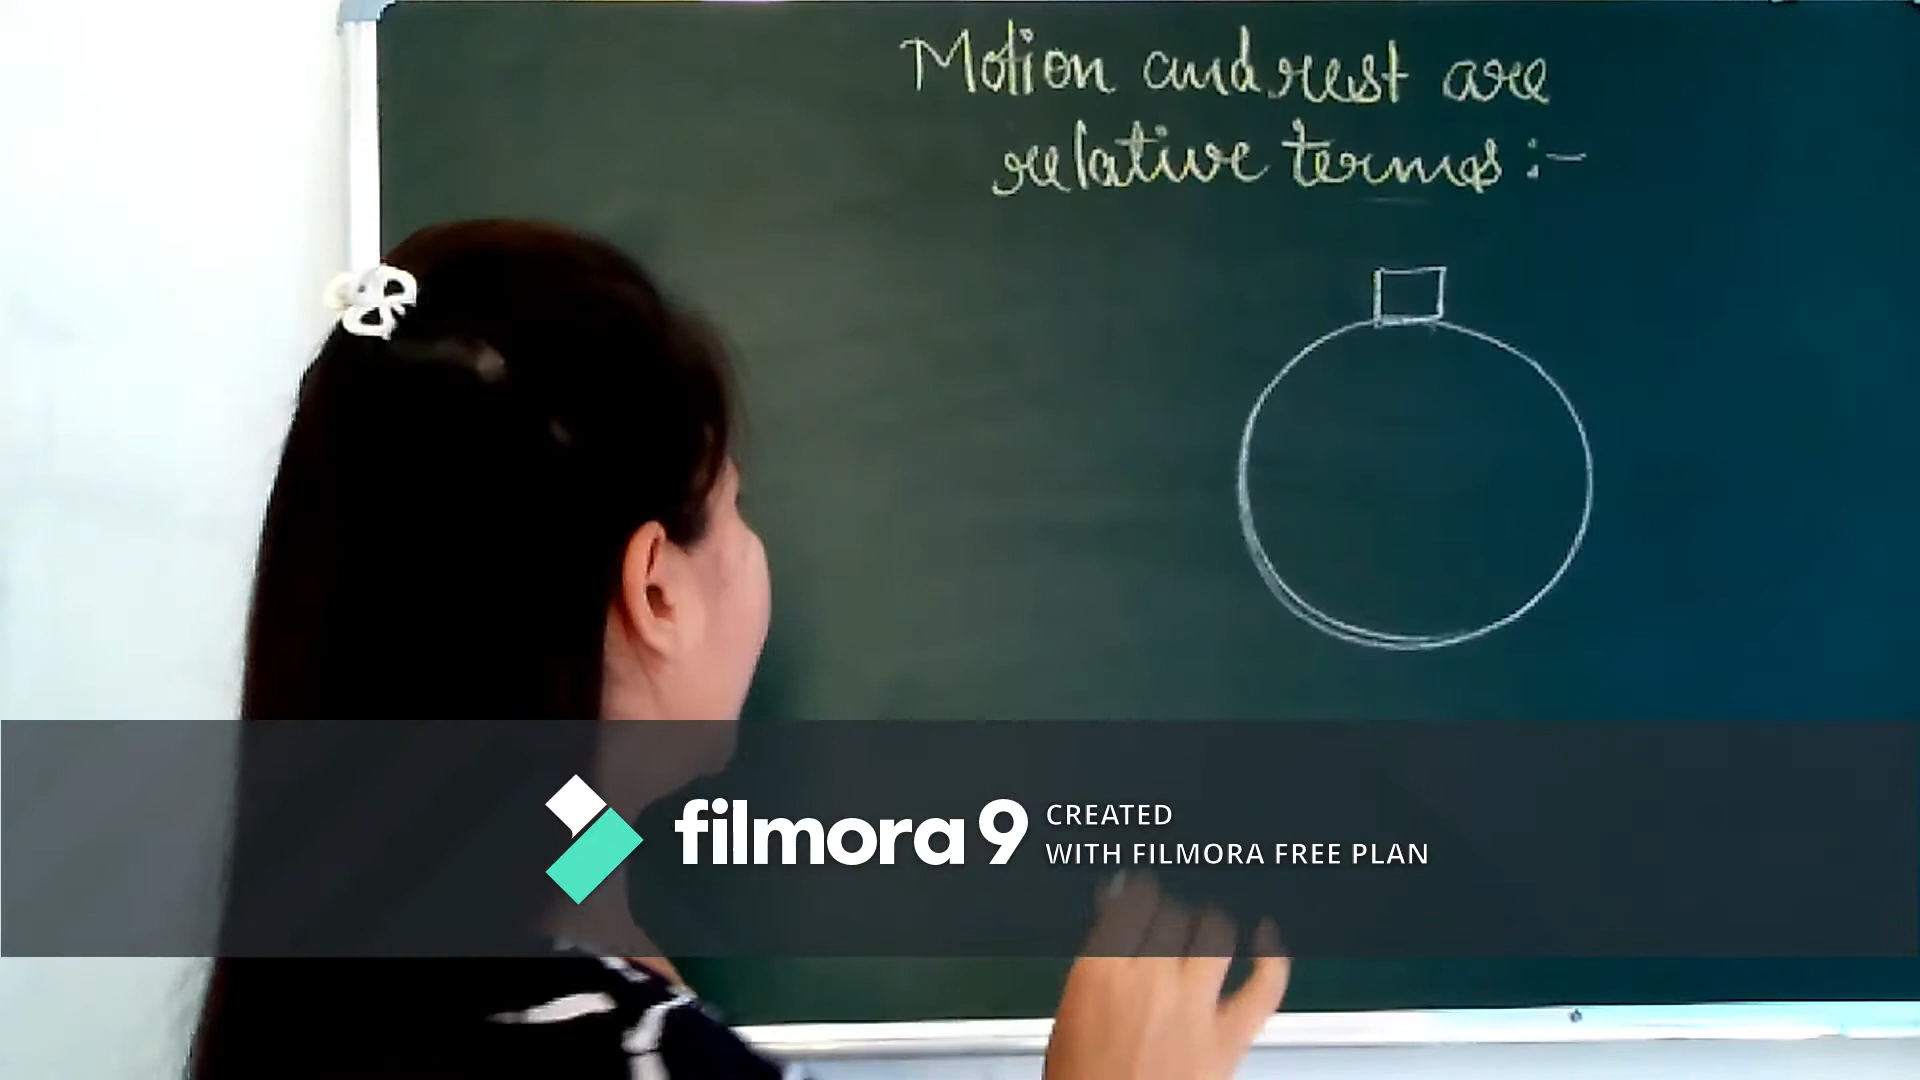 Motion and rest are
relative terms :-
filmora 9
CREATED
WITH FILMORA FREE PLAN